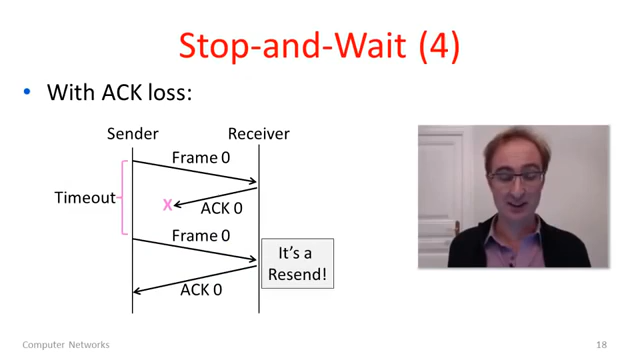 Stop-and-Wait (4)
• With ACK loss:
Sender Receiver
Frame 0
Timeout
X
ACK 0
Frame 0
It's a
Resend!
ACK 0
Computer Networks 18